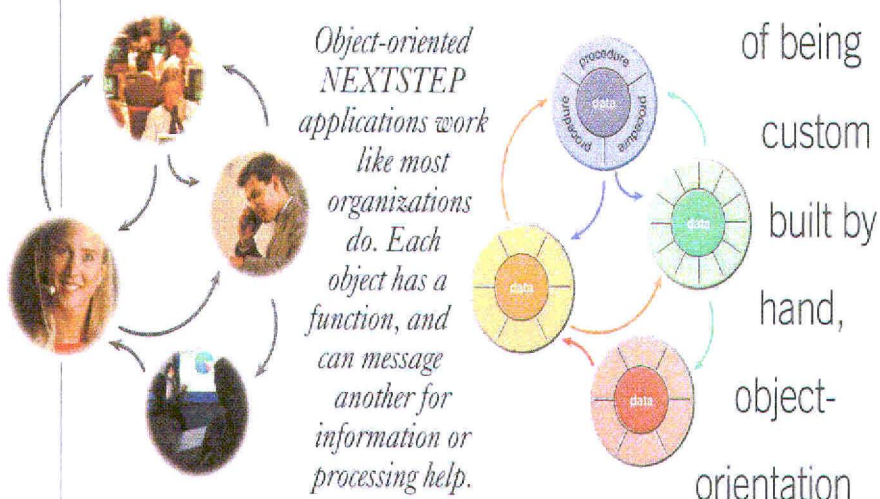 Object-oriented
NEXTSTEP
applications work
like most
organizations
do. Each
object has a
function, and
can message
another for
information or
processing help.
procedure
procedure
procedure
data
data
data
data
of being
custom
built by
hand,
object-
orientation